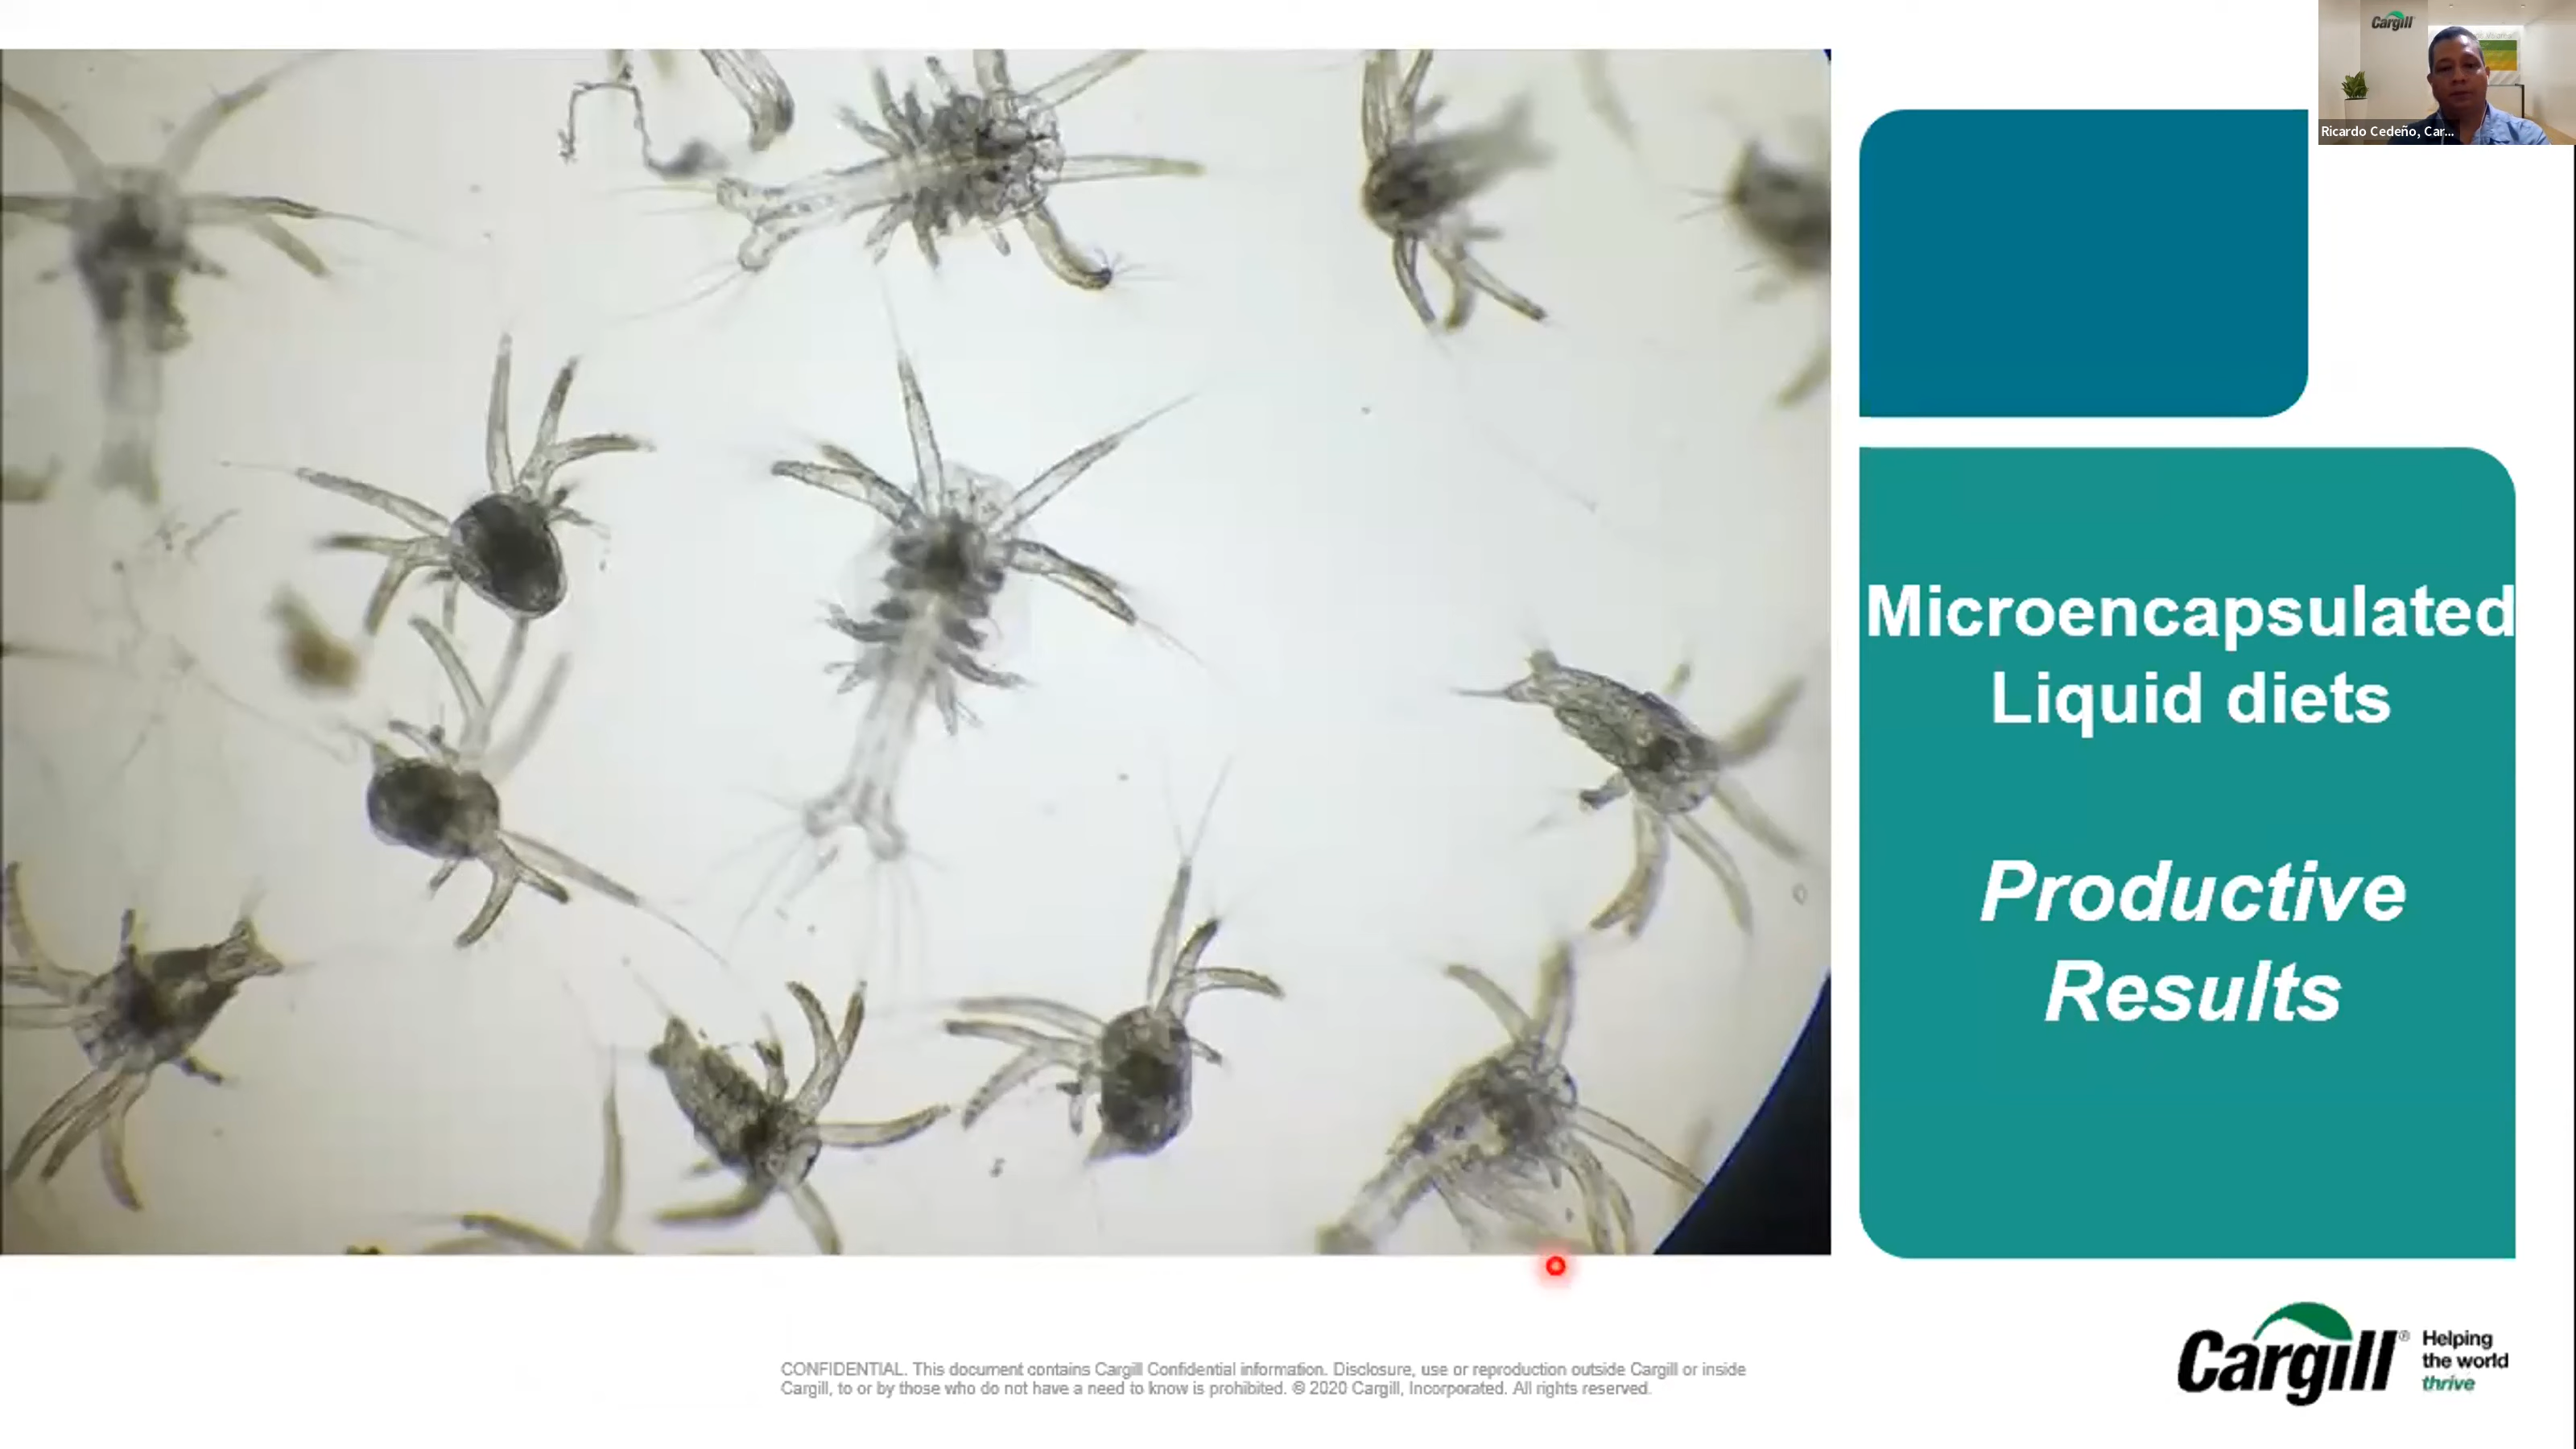 Cargill
Ricardo Cedeño, Car...
Microencapsulated
Liquid diets
Productive
Results
CONFIDENTIAL. This document contains Cargill Confidential information. Disclosure, use or reproduction outside Cargill or inside
Cargill, to or by those who do not have a need to know is prohibited. © 2020 Cargill, Incorporated. All rights reserved.
Cargill®
Helping
the world
thrive